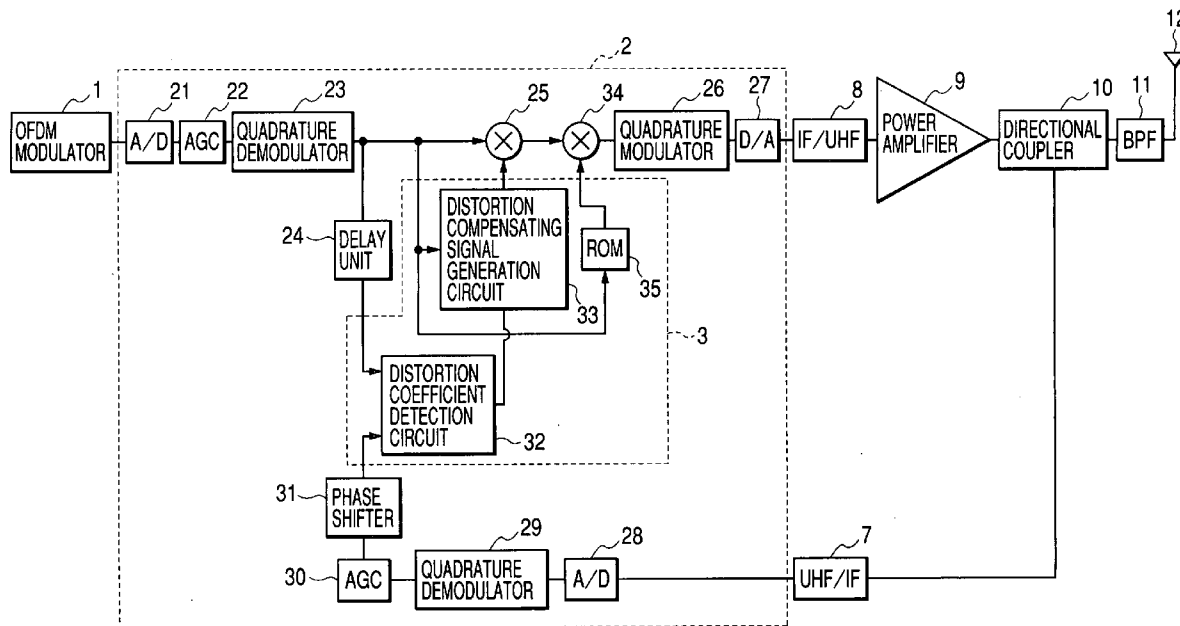 12
2
1
21
22
23
25
34
26
27
8
9
10
11
OFDM
MODULATOR
A/D
AGC
QUADRATURE
DEMODULATOR
QUADRATURE
MODULATOR
D/A
IF/UHF
POWER
AMPLIFIER
DIRECTIONAL
COUPLER
BPF
24
DELAY
UNIT
DISTORTION
COMPENSATING
SIGNAL
GENERATION
CIRCUIT
33
ROM
35
3
DISTORTION
COEFFICIENT
DETECTION
CIRCUIT
32
31
PHASE
SHIFTER
30
AGC
29
QUADRATURE
DEMODULATOR
28
A/D
7
UHF/IF